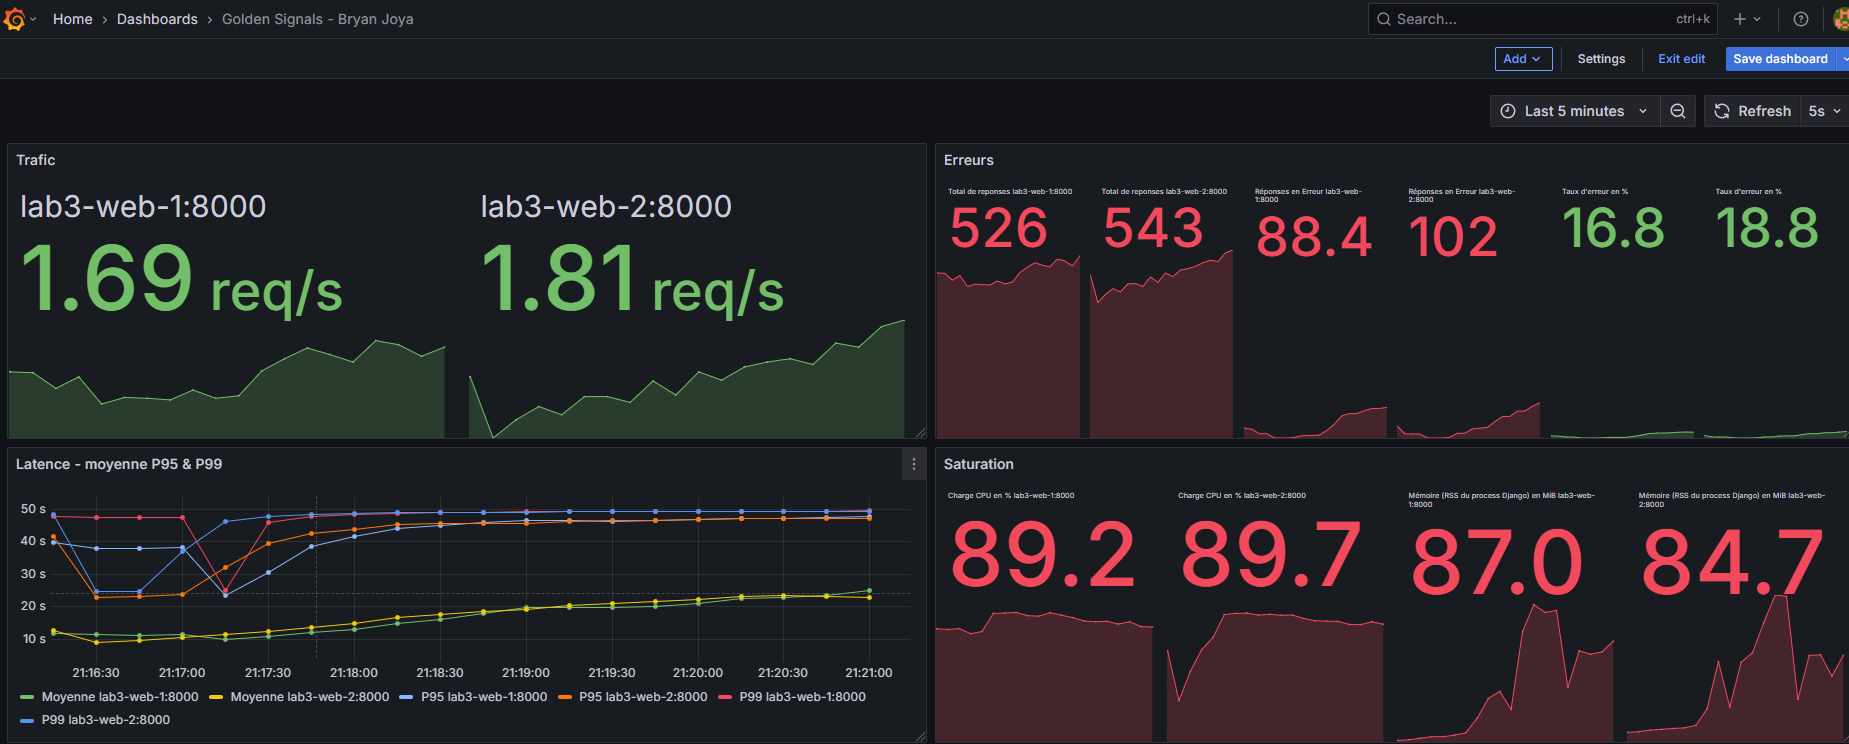 Home › Dashboards › Golden Signals - Bryan Joya
Search...
ctrl+k
Add
Settings
Exit edit
Save dashboard
Last 5 minutes
Refresh
5s
Trafic
lab3-web-1:8000
1.69 req/s
lab3-web-2:8000
1.81 req/s
Erreurs
Total de reponses lab3-web-1:8000
526
Total de reponses lab3-web-2:8000
543
Réponses en Erreur lab3-web-
1:8000
88.4
Réponses en Erreur lab3-web-
2:8000
102
Taux d'erreur en %
16.8
Taux d'erreur en %
18.8
Latence - moyenne P95 & P99
50 s
40 s
30 s
20 s
10 s
21:16:30 21:17:00 21:17:30 21:18:00 21:18:30 21:19:00 21:19:30 21:20:00 21:20:30 21:21:00
Moyenne lab3-web-1:8000 Moyenne lab3-web-2:8000 P95 lab3-web-1:8000 P95 lab3-web-2:8000 P99 lab3-web-1:8000
P99 lab3-web-2:8000
Saturation
Charge CPU en % lab3-web-1:8000
89.2
Charge CPU en % lab3-web-2:8000
89.7
Mémoire (RSS du process Django) en MiB lab3-web-
1:8000
87.0
Mémoire (RSS du process Django) en MiB lab3-web-
2:8000
84.7